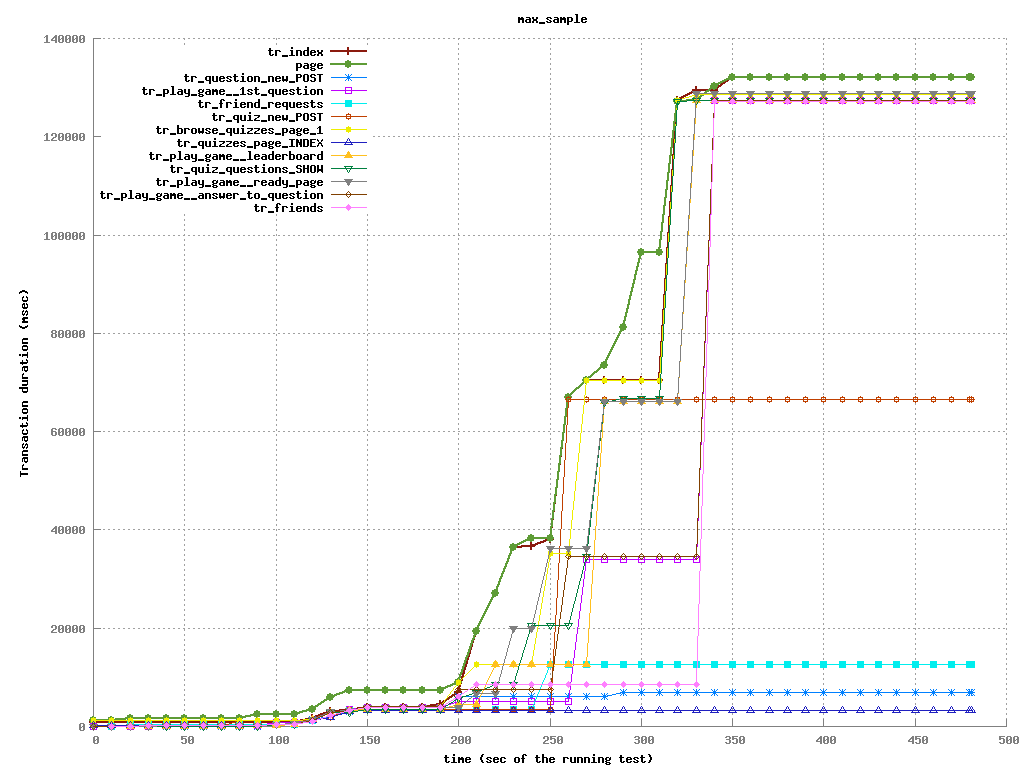 max_sample
140000
120000
100000
80000
60000
40000
20000
0
Transaction duration (msec)
tr_index
page
tr_question_new_POST
tr_play_game__1st_question
tr_friend_requests
tr_quiz_new_POST
tr_browse_quizzes_page_1
tr_quizzes_page_INDEX
tr_play_game__leaderboard
tr_quiz_questions_SHOW
tr_play_game__ready_page
tr_play_game__answer_to_question
tr_friends
0 50 100 150 200 250 300 350 400 450 500
time (sec of the running test)